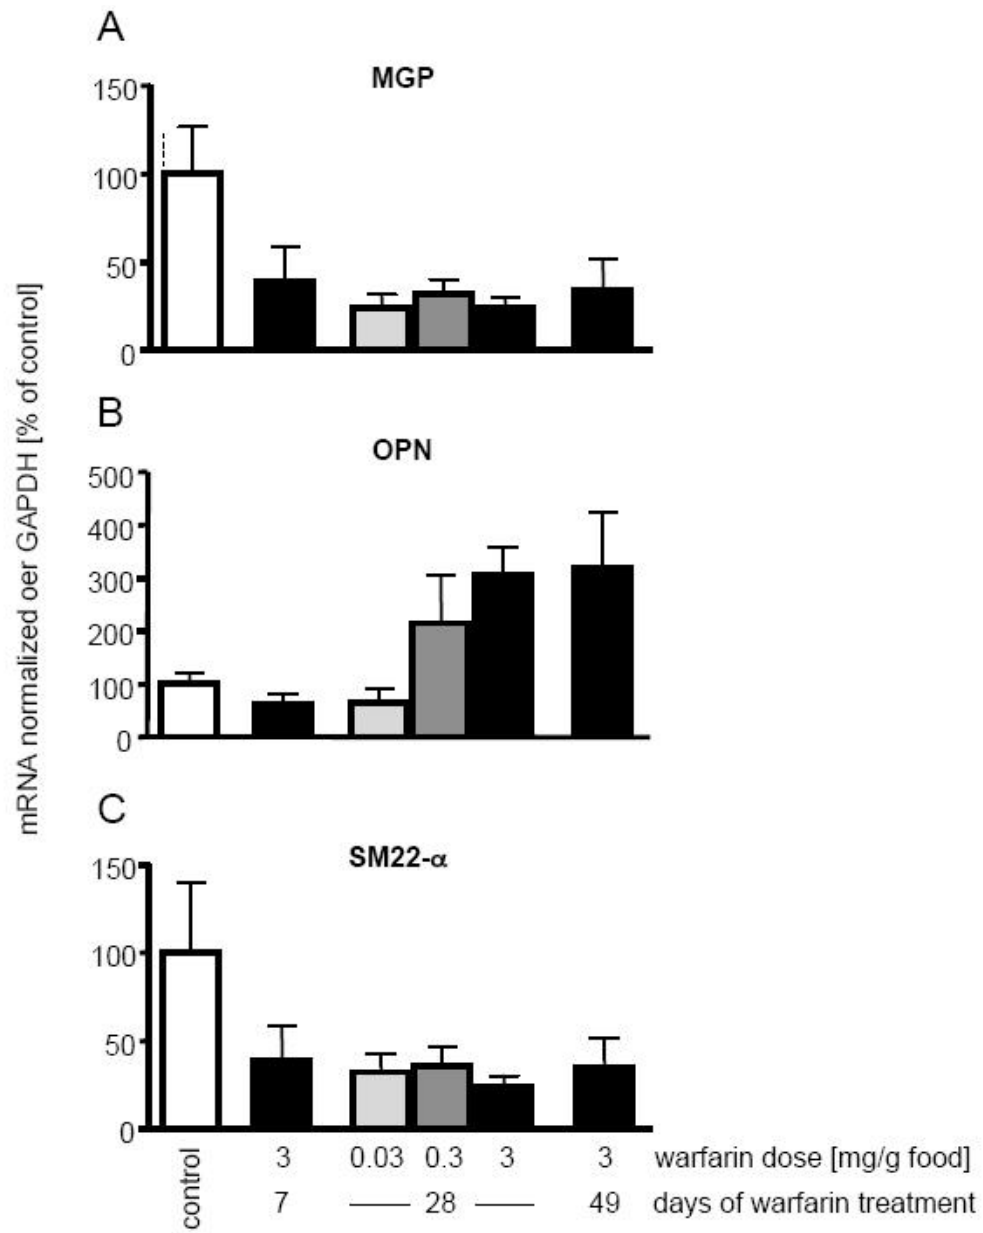 A
MGP
150
100
50
0
B
OPN
500
400
300
200
100
0
C
SM22-α
150
100
50
0
mRNA normalized oer GAPDH [% of control]
control
3 0.03 0.3 3 3 warfarin dose [mg/g food]
7 28 49 days of warfarin treatment